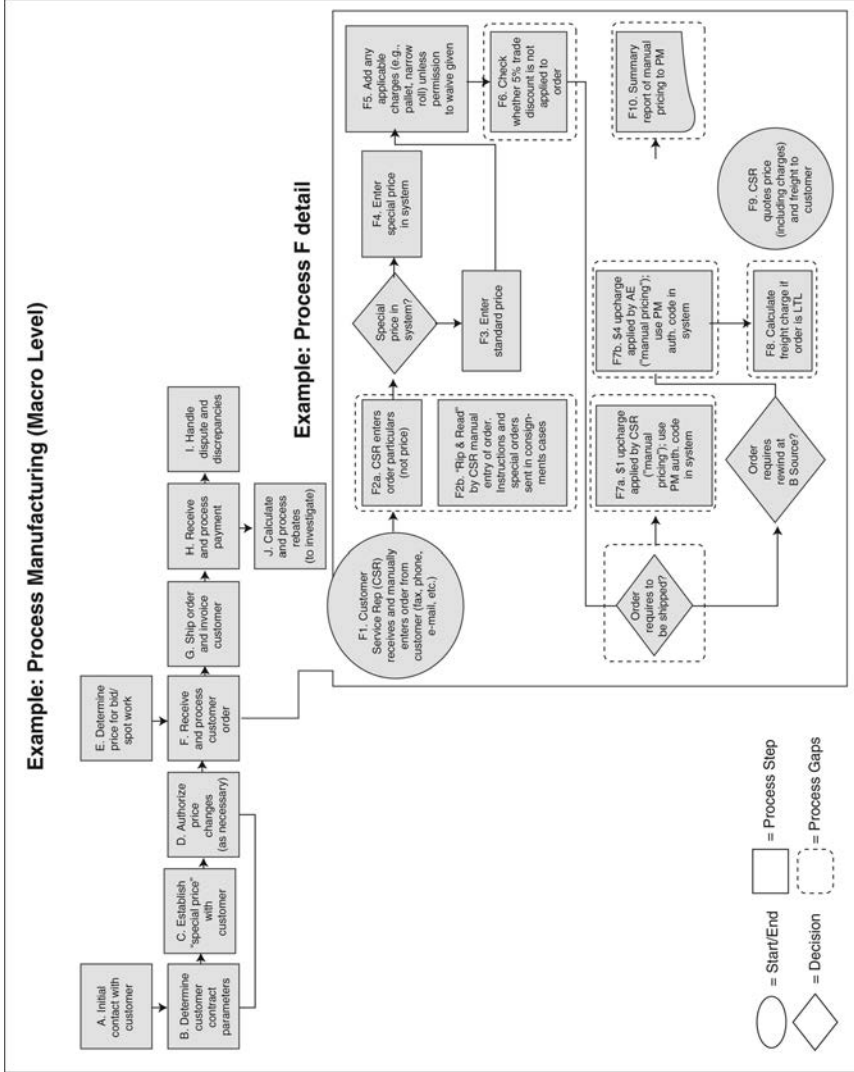 Example: Process Manufacturing (Macro Level)
A. Initial
contact with
customer
B. Determine
customer
contract
parameters
C. Establish
"special price"
with
customer
D. Authorize
price
changes
(as necessary)
E. Determine
price for bid/
spot work
F. Receive
and process
customer
order
G. Ship order
and invoice
customer
H. Receive
and process
payment
I. Handle
dispute and
discrepancies
J. Calculate
and process
rebates
(to investigate)
Example: Process F detail
F1. Customer
Service Rep (CSR)
receives and manually
enters order from
customer (fax, phone,
e-mail, etc.)
F2a. CSR enters
order particulars
(not price)
F2b. "Rip & Read"
by CSR manual
entry of order.
Instructions and
special orders
sent in consign-
ments cases
Special
price in
system?
F3. Enter
standard price
F4. Enter
special price
in system
F5. Add any
applicable
charges (e.g.,
pallet, narrow
roll) unless
permission
to waive given
F6. Check
whether 5% trade
discount is not
applied to
order
Order
requires to
be shipped?
F7a. $1 upcharge
applied by CSR
("manual
pricing"); use
PM auth. code
in system
Order
requires
rewind at
B Source?
F7b. $4 upcharge
applied by AE
("manual pricing");
use PM
auth. code in
system
F8. Calculate
freight charge if
order is LTL
F9. CSR
quotes price
(including charges)
and freight to
customer
F10. Summary
report of manual
pricing to PM
= Start/End
= Process Step
= Decision
= Process Gaps